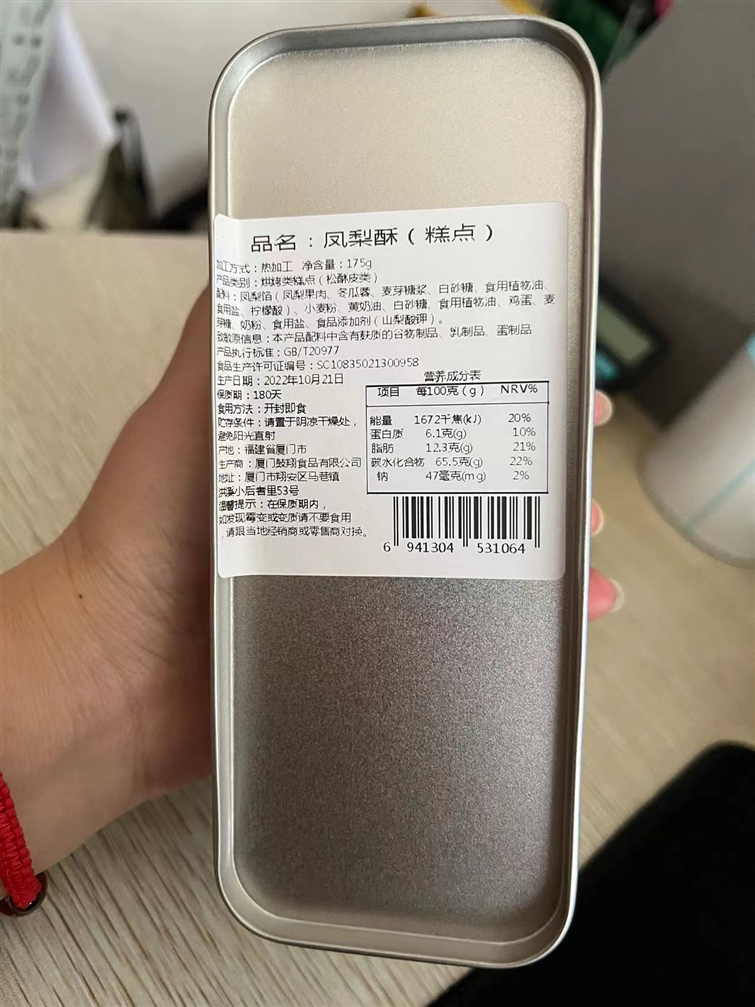 品名：凤梨酥（糕点）
加工方式：热加工 净含量：175g
产品类别：烘烤类糕点（松酥皮类）
配料：凤梨馅（凤梨果肉、冬瓜蓉、麦芽糖浆、白砂糖、食用植物油、
食用盐、柠檬酸）、小麦粉、黄奶油、白砂糖、食用植物油、鸡蛋、麦
芽糖、奶粉、食用盐、食品添加剂（山梨酸钾）。
致敏原信息：本产品配料中含有麸质的谷物制品、乳制品、蛋制品
产品执行标准：GB/T20977
食品生产许可证编号：SC10835021300958
生产日期：2022年10月21日
保质期：180天
食用方法：开封即食
贮存条件：请置于阴凉干燥处，
避免阳光直射
产地：福建省厦门市
生产商：厦门鼓翔食品有限公司
地址：厦门市翔安区马巷镇
洪溪小后耆里53号
温馨提示：在保质期内，
如发现霉变或变质请不要食用
，请跟当地经销商或零售商对换。
营养成分表
项目 每100克（g） NRV%
能量 1672千焦(kJ) 20%
蛋白质 6.1克(g) 10%
脂肪 12.3克(g) 21%
碳水化合物 65.5克(g) 22%
钠 47毫克(mg) 2%
6 941304 531064